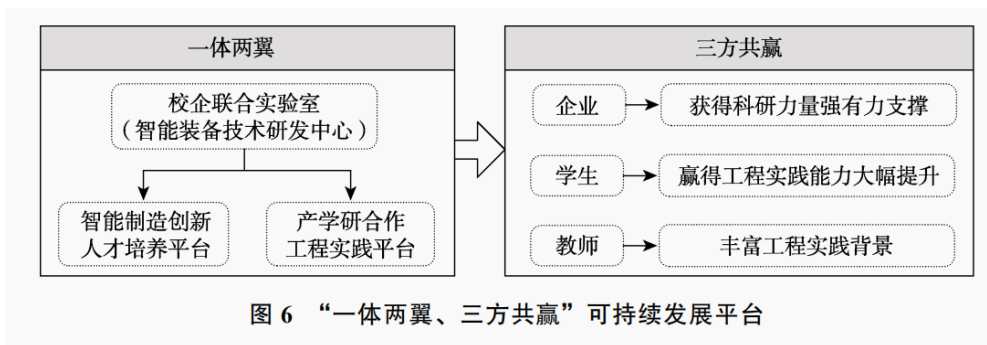 一体两翼
校企联合实验室
（智能装备技术研发中心）
智能制造创新
人才培养平台
产学研合作
工程实践平台
三方共赢
企业
获得科研力量强有力支撑
学生
赢得工程实践能力大幅提升
教师
丰富工程实践背景
图 6 “一体两翼、三方共赢”可持续发展平台